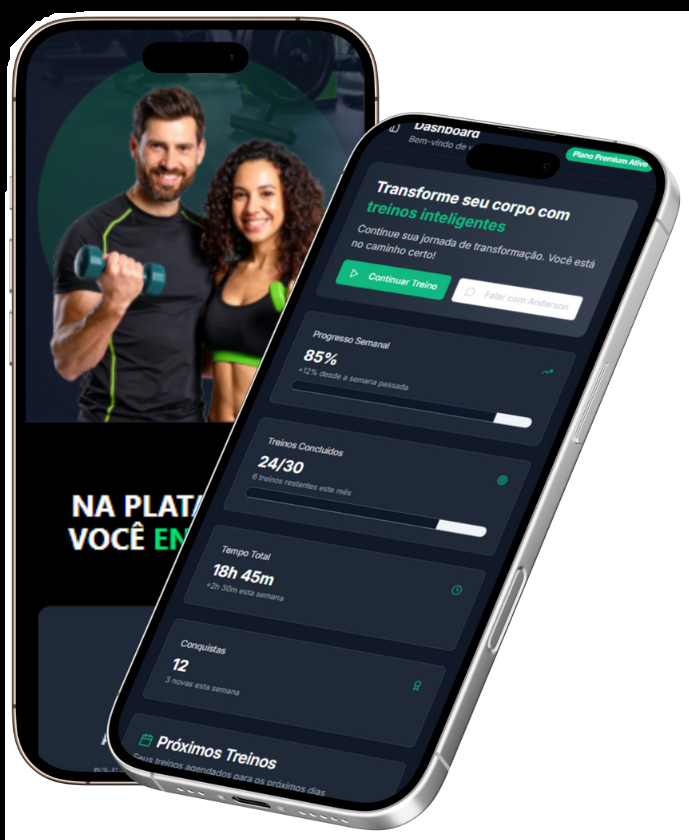 NA PLATA
VOCÊ EN
Dashboard
Bem-vindo de
Plano Premium Ativo
Transforme seu corpo com
treinos inteligentes
Continue sua jornada de transformação. Você está
no caminho certo!
Continuar Treino
Falar com Anderson
Progresso Semanal
85%
+12% desde a semana passada
Treinos Concluídos
24/30
6 treinos restantes este mês
Tempo Total
18h 45m
+2h 30m esta semana
Conquistas
12
3 novas esta semana
Próximos Treinos
Seus treinos agendados para os próximos dias